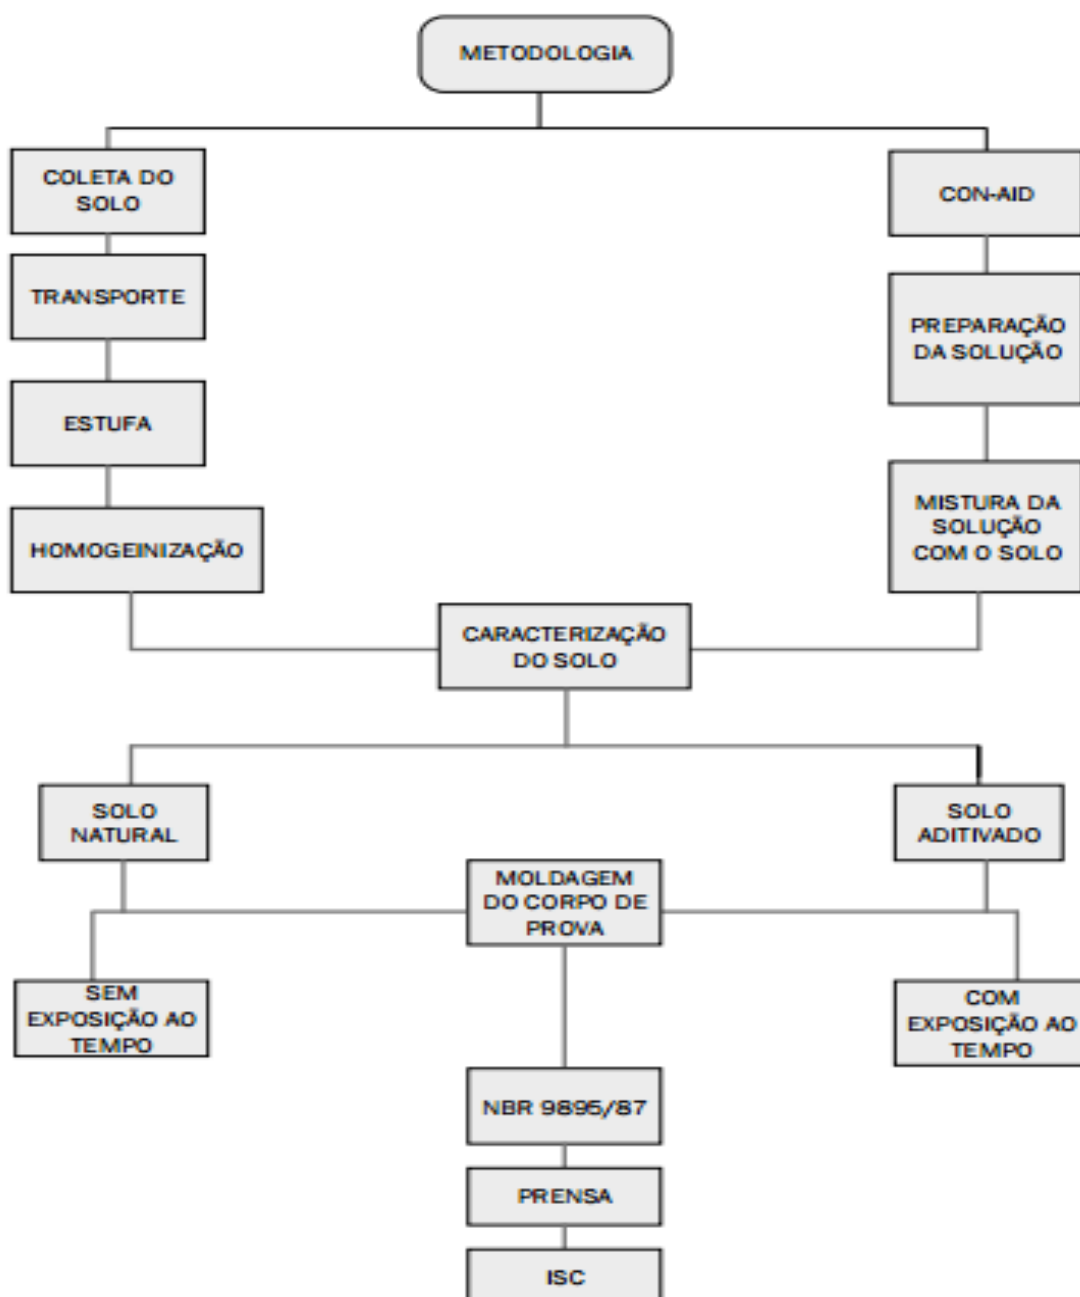 METODOLOGIA
COLETA DO
SOLO
TRANSPORTE
ESTUFA
HOMOGEINIZAÇÃO
CON-AID
PREPARAÇÃO
DA SOLUÇÃO
MISTURA DA
SOLUÇÃO
COM O SOLO
CARACTERIZAÇÃO
DO SOLO
SOLO
NATURAL
SOLO
ADITIVADO
MOLDAGEM
DO CORPO DE
PROVA
SEM
EXPOSIÇÃO AO
TEMPO
COM
EXPOSIÇÃO AO
TEMPO
NBR 9895/87
PRENSA
ISC